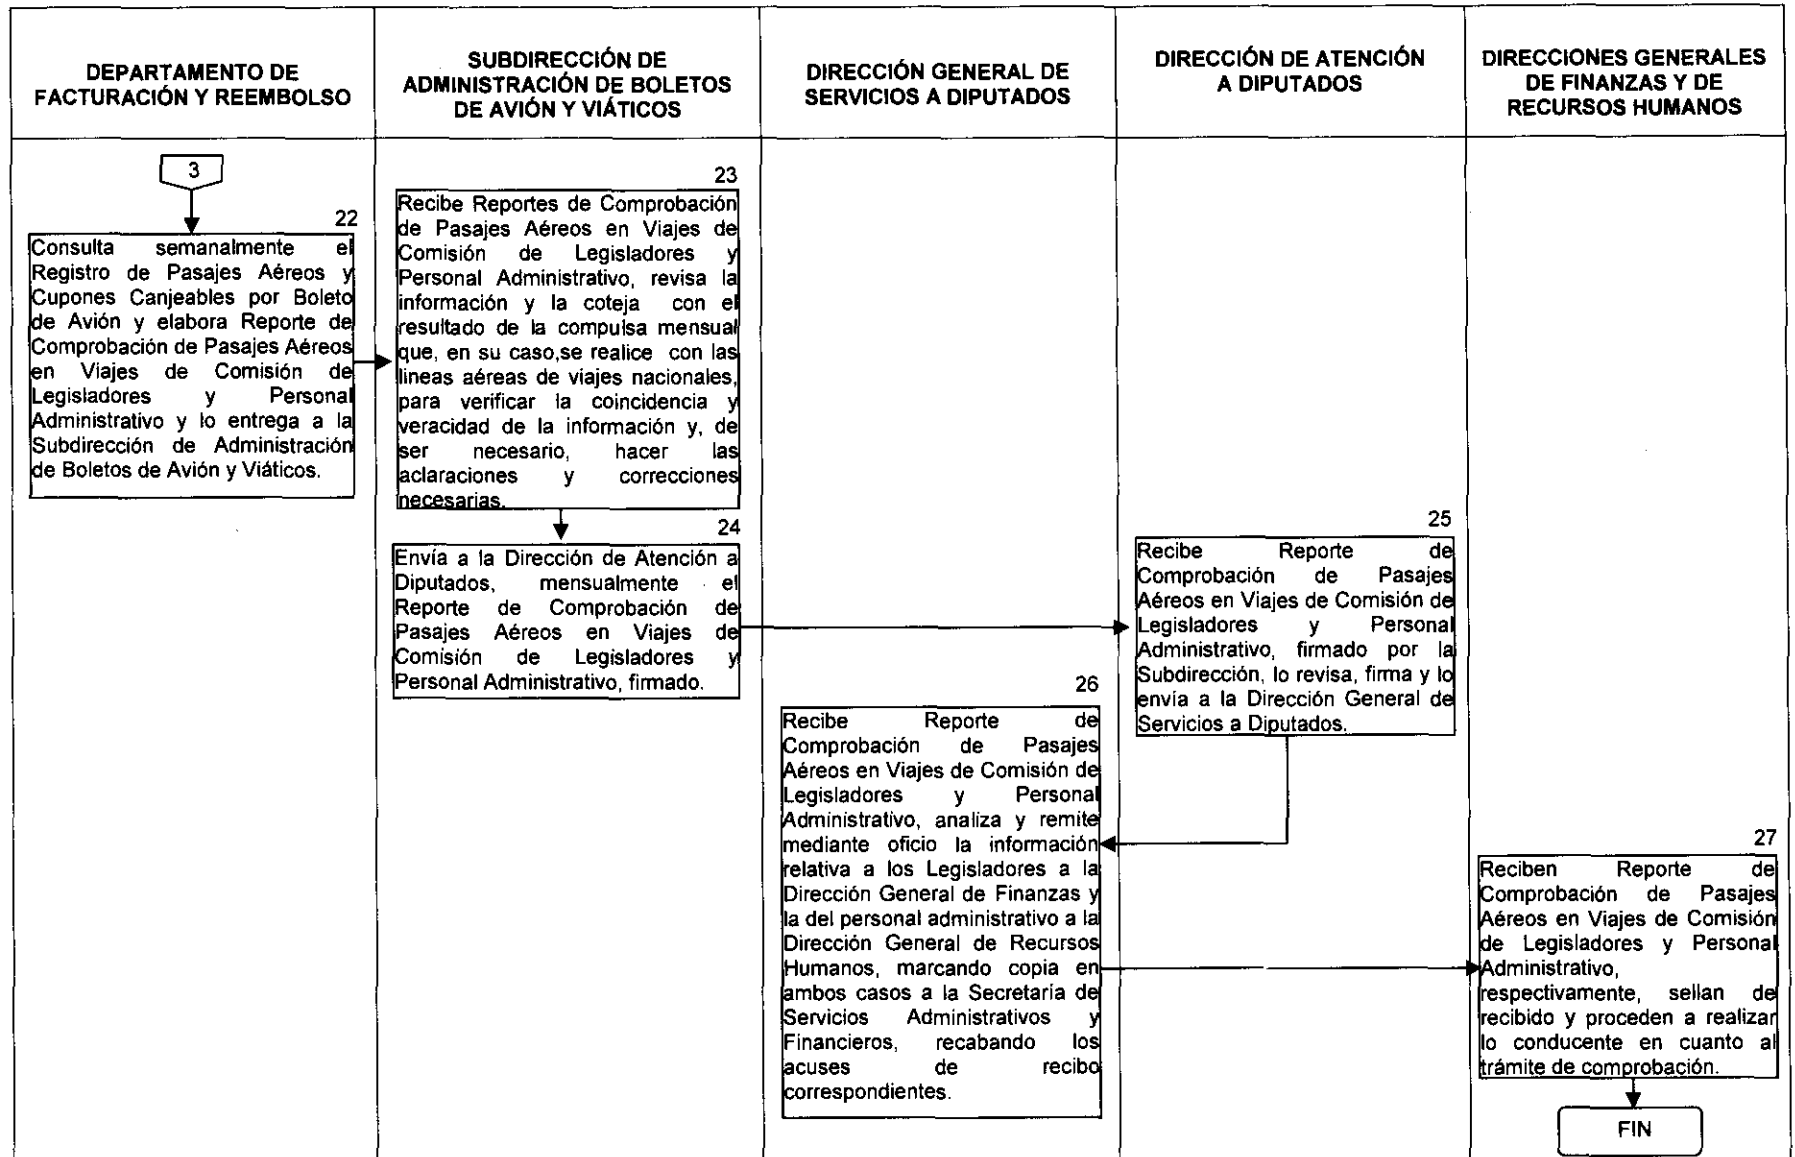 DEPARTAMENTO DE
FACTURACIÓN Y REEMBOLSO
SUBDIRECCIÓN DE
ADMINISTRACIÓN DE BOLETOS
DE AVIÓN Y VIÁTICOS
DIRECCIÓN GENERAL DE
SERVICIOS A DIPUTADOS
DIRECCIÓN DE ATENCIÓN
A DIPUTADOS
DIRECCIONES GENERALES
DE FINANZAS Y DE
RECURSOS HUMANOS
3
22
Consulta semanalmente el
Registro de Pasajes Aéreos y
Cupones Canjeables por Boleto
de Avión y elabora Reporte de
Comprobación de Pasajes Aéreos
en Viajes de Comisión de
Legisladores y Personal
Administrativo y lo entrega a la
Subdirección de Administración
de Boletos de Avión y Viáticos.
23
Recibe Reportes de Comprobación
de Pasajes Aéreos en Viajes de
Comisión de Legisladores y
Personal Administrativo, revisa la
información y la coteja con el
resultado de la compulsa mensual
que, en su caso,se realice con las
lineas aéreas de viajes nacionales,
para verificar la coincidencia y
veracidad de la información y, de
ser necesario, hacer las
aclaraciones y correcciones
necesarias.
24
Envía a la Dirección de Atención a
Diputados, mensualmente el
Reporte de Comprobación de
Pasajes Aéreos en Viajes de
Comisión de Legisladores y
Personal Administrativo, firmado.
25
Recibe Reporte de
Comprobación de Pasajes
Aéreos en Viajes de Comisión de
Legisladores y Personal
Administrativo, firmado por la
Subdirección, lo revisa, firma y lo
envía a la Dirección General de
Servicios a Diputados.
26
Recibe Reporte de
Comprobación de Pasajes
Aéreos en Viajes de Comisión de
Legisladores y Personal
Administrativo, analiza y remite
mediante oficio la información
relativa a los Legisladores a la
Dirección General de Finanzas y
la del personal administrativo a la
Dirección General de Recursos
Humanos, marcando copia en
ambos casos a la Secretaría de
Servicios Administrativos y
Financieros, recabando los
acuses de recibo
correspondientes.
27
Reciben Reporte de
Comprobación de Pasajes
Aéreos en Viajes de Comisión
de Legisladores y Personal
Administrativo,
respectivamente, sellan de
recibido y proceden a realizar
lo conducente en cuanto al
trámite de comprobación.
FIN